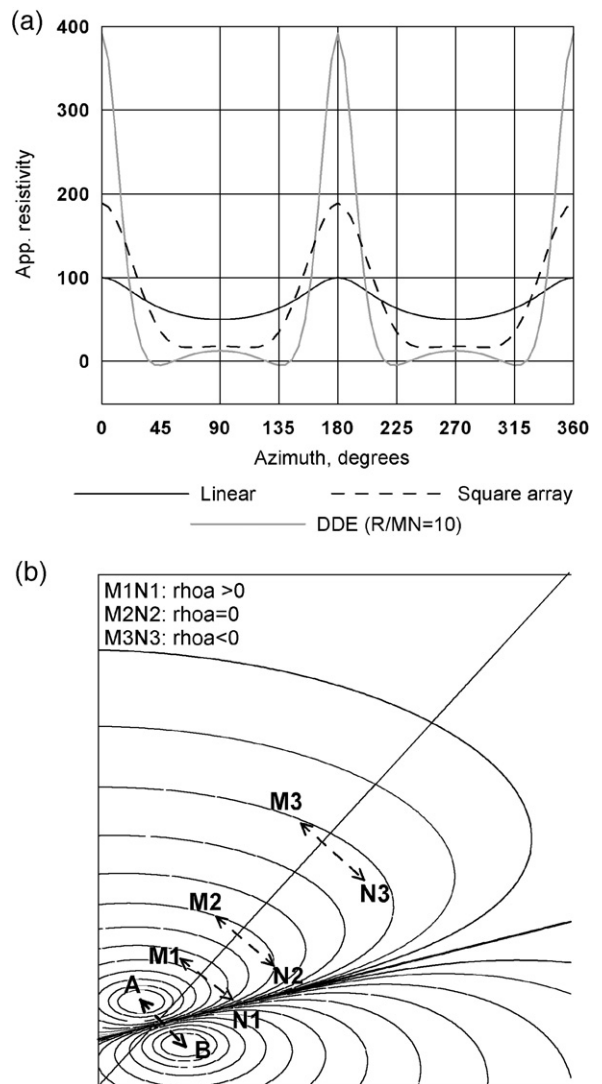 (a)
400
300
200
100
0
App. resistivity
0 45 90 135 180 225 270 315 360
Azimuth, degrees
Linear
Square array
DDE (R/MN=10)
(b)
M1N1: rhoa >0
M2N2: rhoa=0
M3N3: rhoa<0
M3
N3
M2
N2
M1
N1
A
B